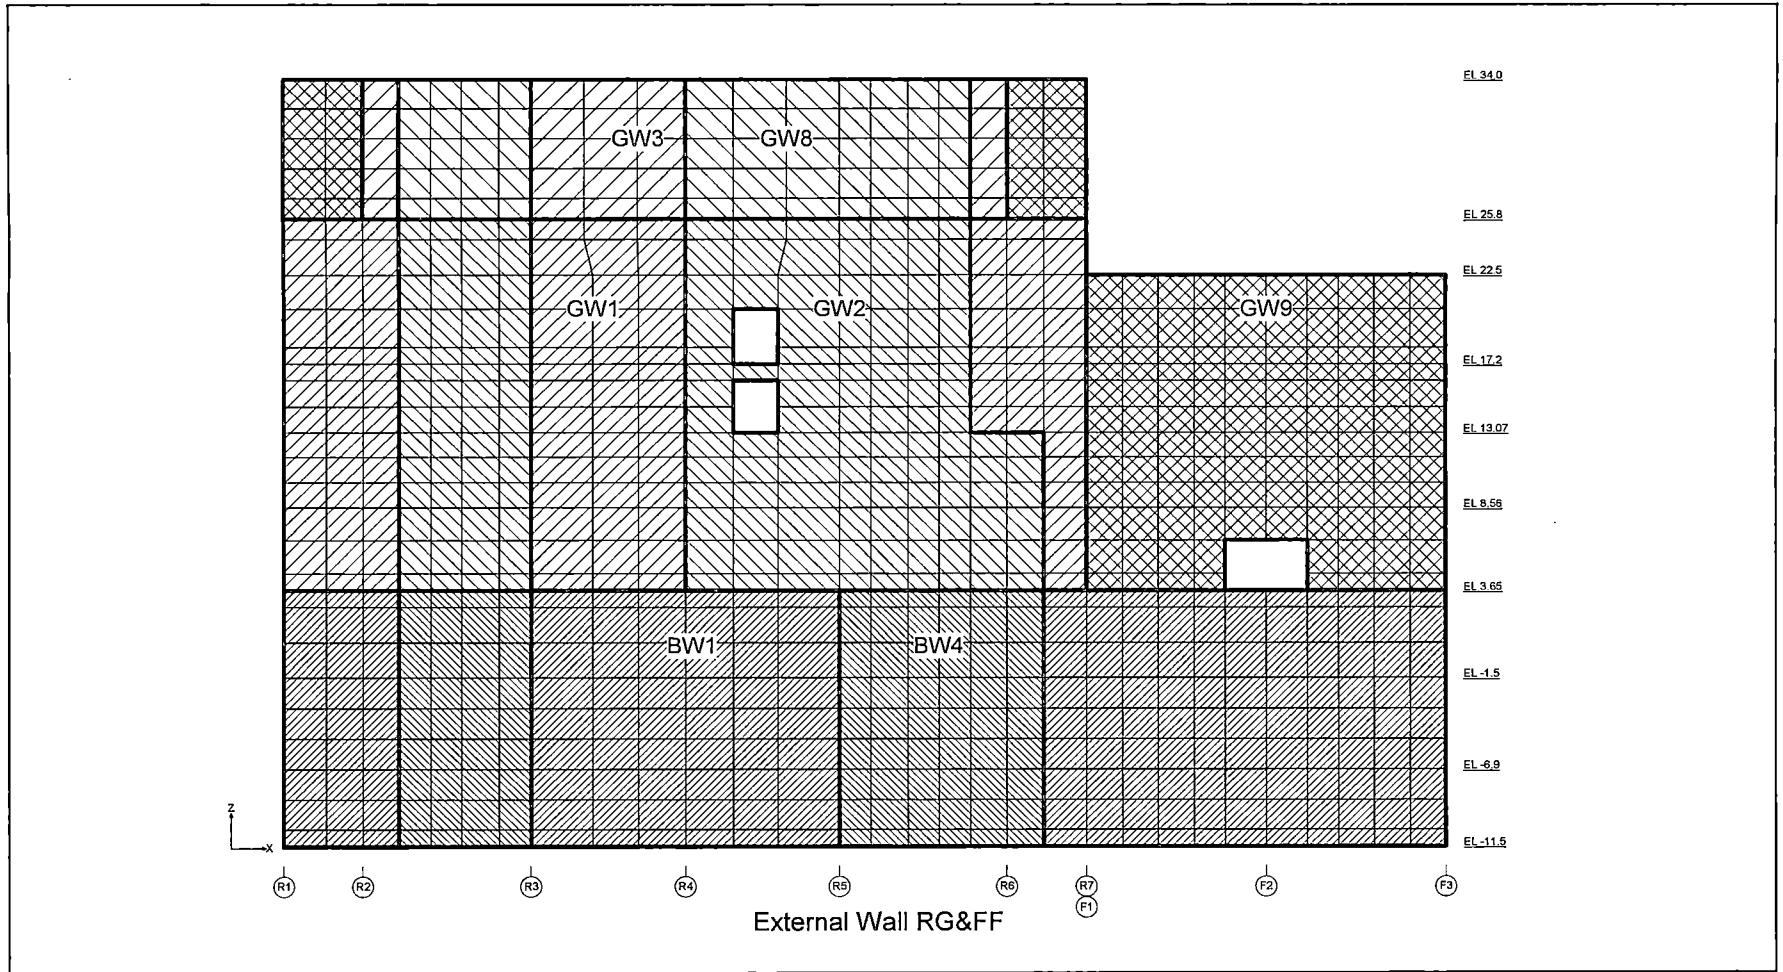 EL 34.0
GW3
GW8
EL 25.8
EL 22.5
GW1
GW2
GW9
EL 17.2
EL 13.07
EL 8.56
EL 3.65
BW1
BW4
EL -1.5
EL -6.9
Z
X
EL -11.5
R1
R2
R3
R4
R5
R6
R7
F2
F3
F1
External Wall RG&FF